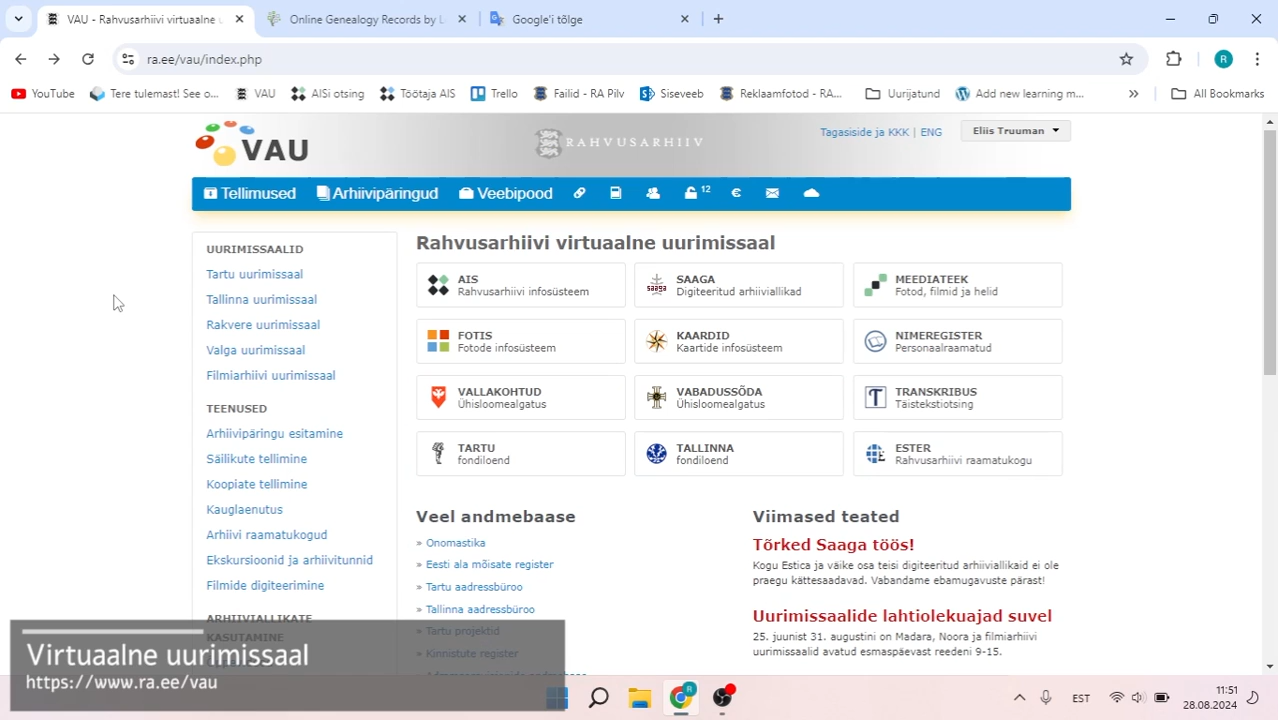 VAU - Rahvusarhiivi virtuaalne u
Online Genealogy Records by L
Google'i tõlge
ra.ee/vau/index.php
YouTube
Tere tulemast! See o...
VAU
AISi otsing
Töötaja AIS
Trello
Failid - RA Pilv
Siseveeb
Reklaamfotod - RA...
Uurijatund
Add new learning m...
All Bookmarks
VAU
RAHVUSARHIIV
Tagasiside ja KKK | ENG
Eliis Truuman
Tellimused
Arhiivipäringud
Veebipood
12
UURIMISSAALID
Tartu uurimissaal
Tallinna uurimissaal
Rakvere uurimissaal
Valga uurimissaal
Filmiarhiivi uurimissaal
TEENUSED
Arhiivipäringu esitamine
Säilikute tellimine
Koopiate tellimine
Kauglaenutus
Arhiivi raamatukogud
Ekskursioonid ja arhiivitunnid
Filmide digiteerimine
ARHIIVIALLIKATE
KASUTAMINE
Rahvusarhiivi virtuaalne uurimissaal
AIS
Rahvusarhiivi infosüsteem
SAAGA
Digiteeritud arhiiviallikad
MEEDIATEEK
Fotod, filmid ja helid
FOTIS
Fotode infosüsteem
KAARDID
Kaartide infosüsteem
NIMEREGISTER
Personaalraamatud
VALLAKOHTUD
Ühisloomealgatus
VABADUSSÕDA
Ühisloomealgatus
TRANSKRIBUS
Täistekstiotsing
TARTU
fondiloend
TALLINNA
fondiloend
ESTER
Rahvusarhiivi raamatukogu
Veel andmebaase
» Onomastika
» Eesti ala mõisate register
» Tartu aadressbüroo
» Tallinna aadressbüroo
» Tartu projektid
» Kinnistute register
Viimased teated
Tõrked Saaga töös!
Kogu Estica ja väike osa teisi digiteeritud arhiiviallikaid ei ole
praegu kättesaadavad. Vabandame ebamugavuste pärast!
Uurimissaalide lahtiolekuajad suvel
25. juunist 31. augustini on Madara, Noora ja filmiarhiivi
uurimissaalid avatud esmaspäevast reedeni 9-15.
Virtuaalne uurimissaal
https://www.ra.ee/vau
EST
11:51
28.08.2024